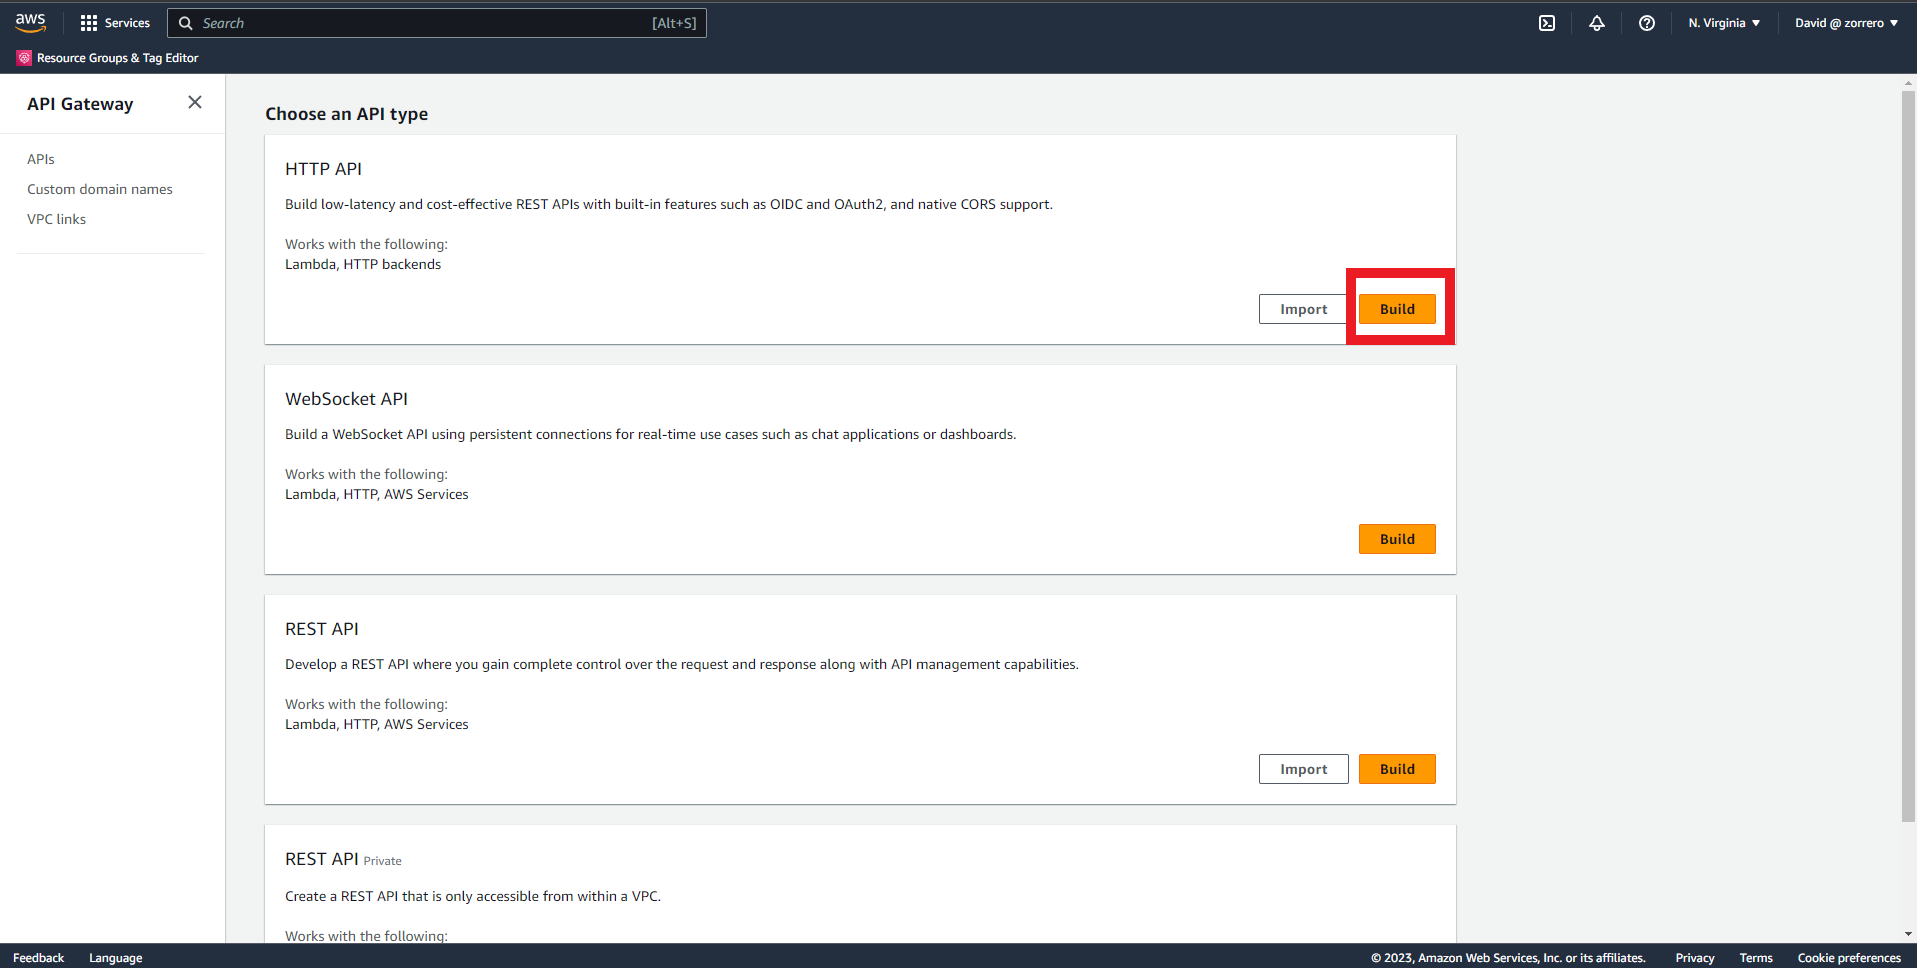 aws
Services
Search
[Alt+S]
N. Virginia
David @ zorrero
Resource Groups & Tag Editor
API Gateway
APIs
Custom domain names
VPC links
Choose an API type
HTTP API
Build low-latency and cost-effective REST APIs with built-in features such as OIDC and OAuth2, and native CORS support.
Works with the following:
Lambda, HTTP backends
Import
Build
WebSocket API
Build a WebSocket API using persistent connections for real-time use cases such as chat applications or dashboards.
Works with the following:
Lambda, HTTP, AWS Services
Build
REST API
Develop a REST API where you gain complete control over the request and response along with API management capabilities.
Works with the following:
Lambda, HTTP, AWS Services
Import
Build
REST API Private
Create a REST API that is only accessible from within a VPC.
Works with the following:
Feedback
Language
© 2023, Amazon Web Services, Inc. or its affiliates.
Privacy
Terms
Cookie preferences